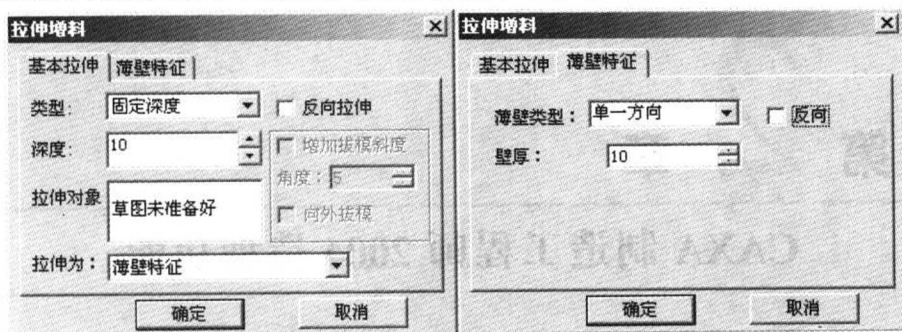 拉伸增料
基本拉伸 薄壁特征
类型: 固定深度 反向拉伸
深度: 10 增加拔模斜度
角度: 5
拉伸对象 草图未准备好 向外拔模
拉伸为: 薄壁特征
确定 取消
拉伸增料
基本拉伸 薄壁特征
薄壁类型: 单一方向 反向
壁厚: 10
确定 取消